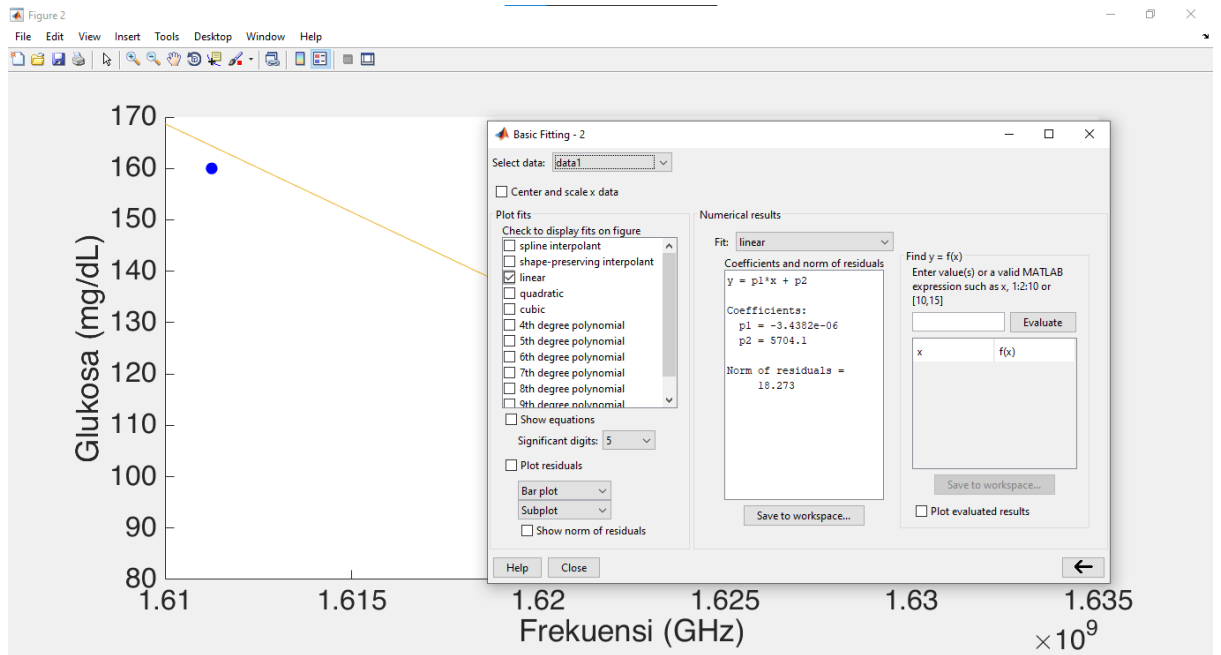 Figure 2
File Edit View Insert Tools Desktop Window Help
170
160
150
140
130
120
110
100
90
80
Glukosa (mg/dL)
1.61 1.615 1.62 1.625 1.63 1.635
Frekuensi (GHz)
×10⁹
Basic Fitting - 2
Select data: data1
Center and scale x data
Plot fits
Check to display fits on figure
spline interpolant
shape-preserving interpolant
linear
quadratic
cubic
4th degree polynomial
5th degree polynomial
6th degree polynomial
7th degree polynomial
8th degree polynomial
9th degree polynomial
Show equations
Significant digits: 5
Plot residuals
Bar plot
Subplot
Show norm of residuals
Numerical results
Fit: linear
Coefficients and norm of residuals
y = p1*x + p2
Coefficients:
p1 = -3.4382e-06
p2 = 5704.1
Norm of residuals =
18.273
Save to workspace...
Find y = f(x)
Enter value(s) or a valid MATLAB
expression such as x, 1:2:10 or
[10,15]
Evaluate
x f(x)
Save to workspace...
Plot evaluated results
Help Close